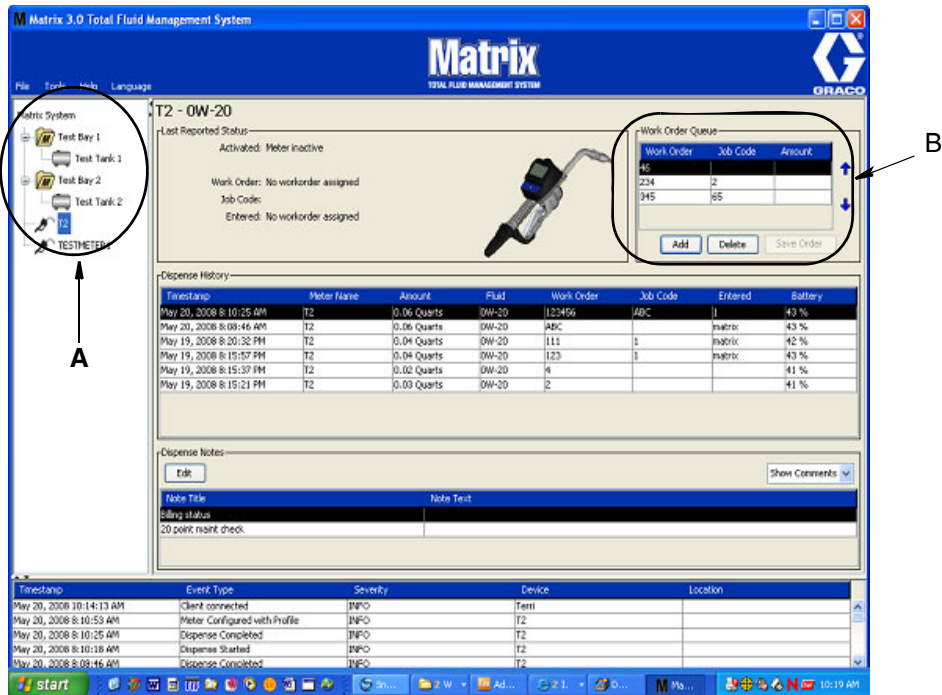 Matrix 3.0 Total Fluid Management System
Matrix
TOTAL FLUID MANAGEMENT SYSTEM
GRACO
File Tools Help Language
Matrix System
Test Bay 1
Test Tank 1
Test Bay 2
Test Tank 2
T2
TESTMETER
A
T2 - 0W-20
Last Reported Status
Activated: Meter inactive
Work Order: No workorder assigned
Job Code:
Entered: No workorder assigned
Work Order Queue
Work Order Job Code Amount
45
234 2
345 65
Add Delete Save Order
B
Dispense History
Timestamp Meter Name Amount Fluid Work Order Job Code Entered Battery
May 20, 2008 8:10:25 AM T2 0.06 Quarts 0W-20 123456 ABC 1 43 %
May 20, 2008 8:08:46 AM T2 0.06 Quarts 0W-20 ABC matrix 43 %
May 19, 2008 8:20:32 PM T2 0.04 Quarts 0W-20 111 1 matrix 42 %
May 19, 2008 8:15:57 PM T2 0.04 Quarts 0W-20 123 1 matrix 43 %
May 19, 2008 8:15:37 PM T2 0.02 Quarts 0W-20 4 41 %
May 19, 2008 8:15:21 PM T2 0.03 Quarts 0W-20 2 41 %
Dispense Notes
Edit Show Comments
Note Title Note Text
Billing status
20 point maint check
Timestamp Event Type Severity Device Location
May 20, 2008 10:14:13 AM Client connected INFO Terri
May 20, 2008 8:10:53 AM Meter Configured with Profile INFO T2
May 20, 2008 8:10:25 AM Dispense Completed INFO T2
May 20, 2008 8:10:18 AM Dispense Started INFO T2
May 20, 2008 8:08:46 AM Dispense Completed INFO T2
start Sn... 2 W Ad... 2 I. D... Ma... 10:19 AM